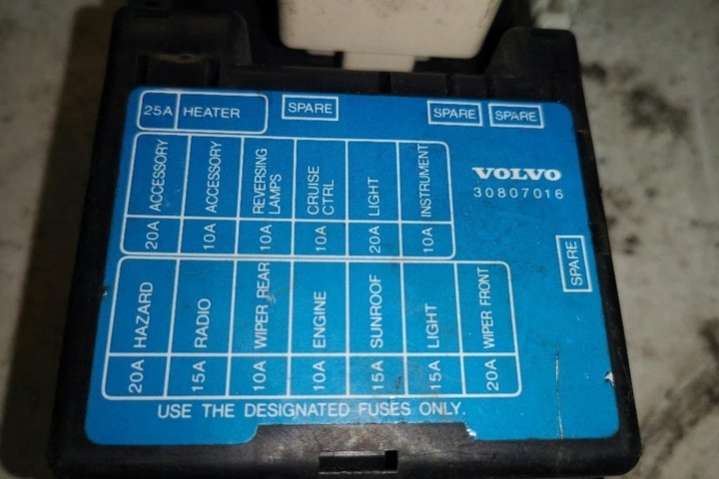 25A HEATER
SPARE
SPARE
SPARE
ACCESSORY
20A
ACCESSORY
10A
REVERSING
LAMPS
10A
CRUISE
CTRL
10A
LIGHT
20A
INSTRUMENT
10A
VOLVO
30807016
SPARE
HAZARD
20A
RADIO
15A
WIPER REAR
10A
ENGINE
10A
SUNROOF
15A
LIGHT
15A
WIPER FRONT
20A
USE THE DESIGNATED FUSES ONLY.